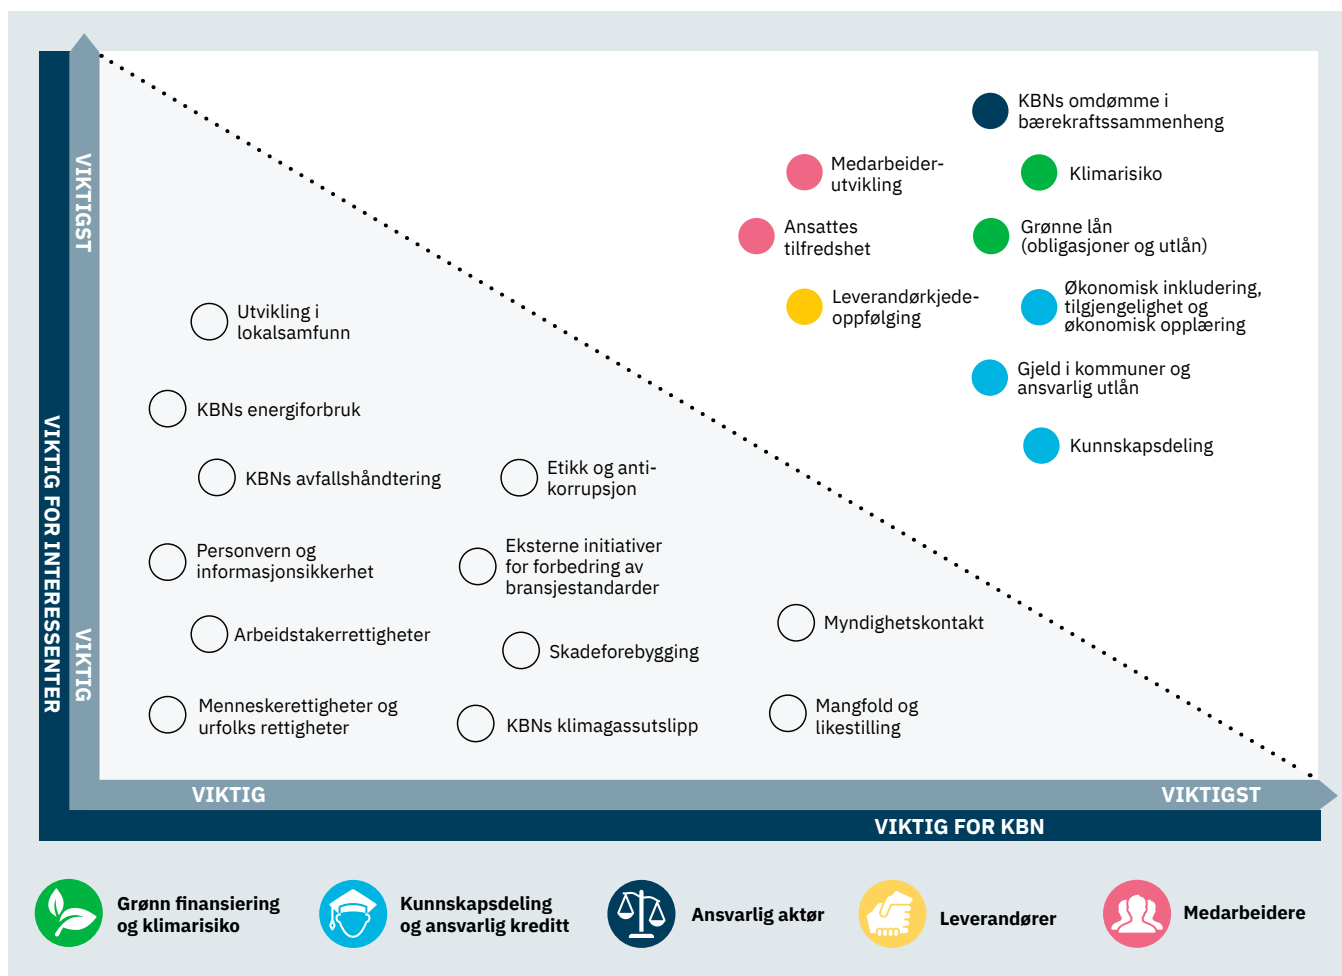 VIKTIG FOR INTERESSENTER
VIKTIGST
VIKTIG
KBNs omdømme i
bærekraftssammenheng
Medarbeider-
utvikling
Klimarisiko
Ansattes
tilfredshet
Grønne lån
(obligasjoner og utlån)
Leverandørkjede-
oppfølging
Økonomisk inkludering,
tilgjengelighet og
økonomisk opplæring
Utvikling i
lokalsamfunn
Gjeld i kommuner og
ansvarlig utlån
KBNs energiforbruk
Kunnskapsdeling
KBNs avfallshåndtering
Etikk og anti-
korrupsjon
Personvern og
informasjonsikkerhet
Eksterne initiativer
for forbedring av
bransjestandarder
Arbeidstakerrettigheter
Skadeforebygging
Myndighetskontakt
Menneskerettigheter og
urfolks rettigheter
KBNs klimagassutslipp
Mangfold og
likestilling
VIKTIG
VIKTIGST
VIKTIG FOR KBN
Grønn finansiering
og klimarisiko
Kunnskapsdeling
og ansvarlig kreditt
Ansvarlig aktør
Leverandører
Medarbeidere